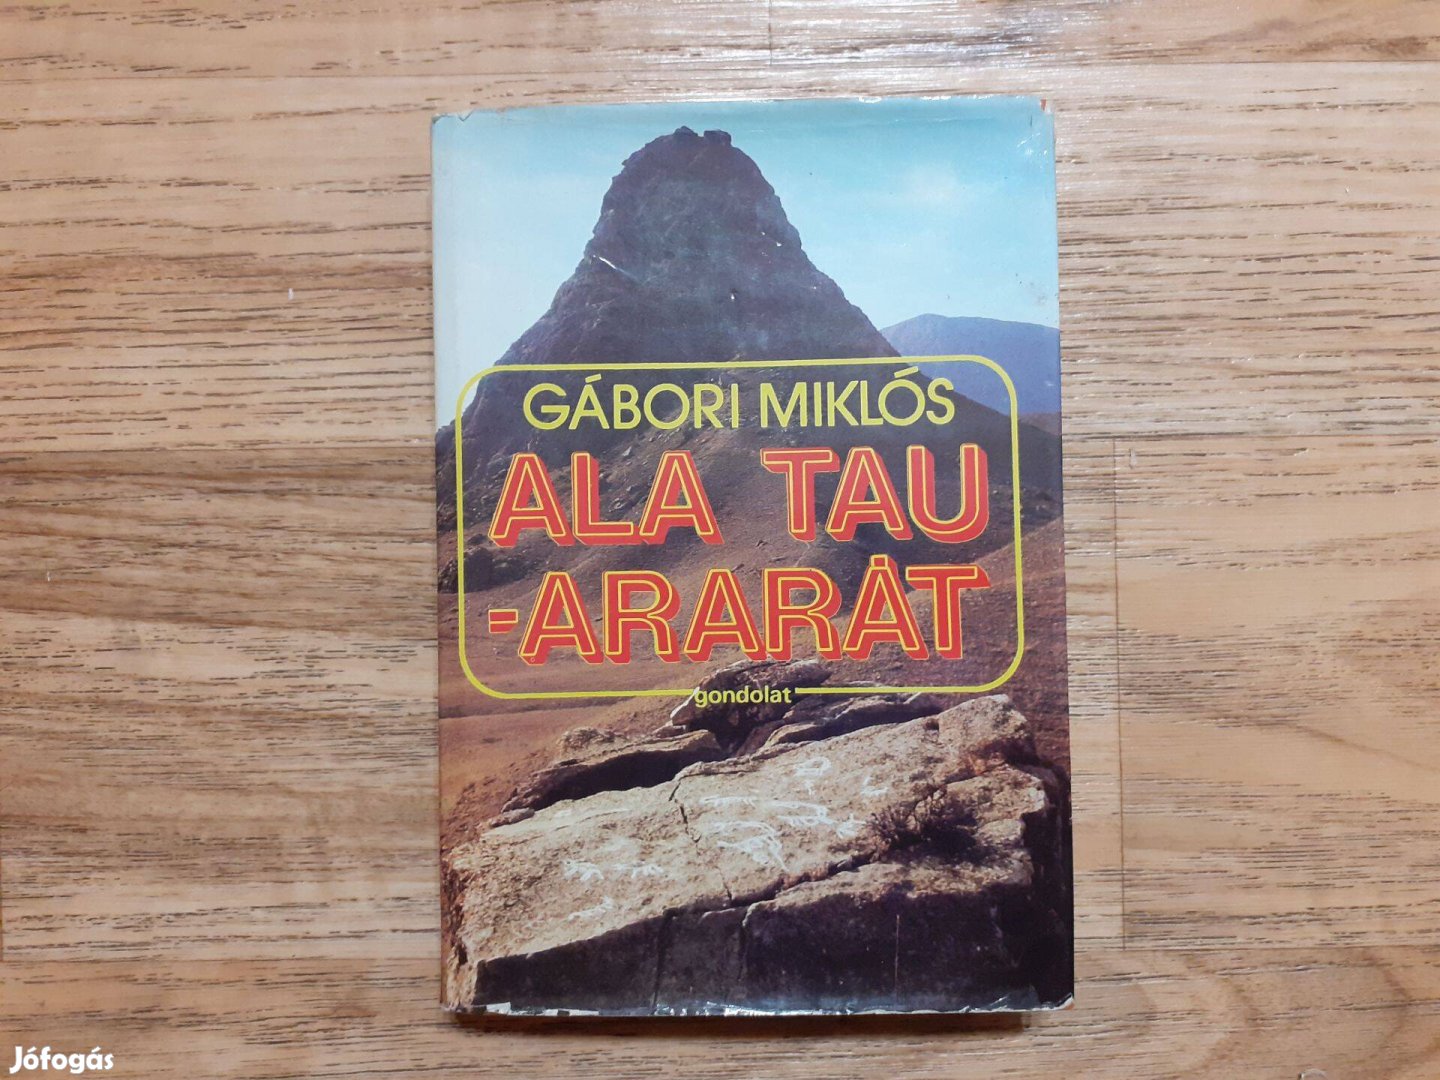 GÁBORI MIKLÓS
ALA TAU
-ARARÁT
gondolat
Jófogás